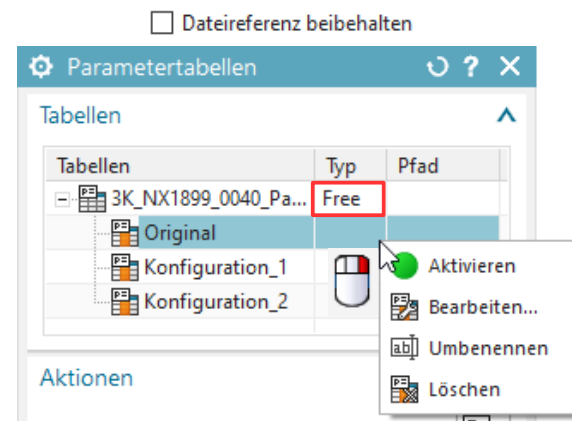 Dateireferenz beibehalten
Parametertabellen
Tabellen
Tabellen Typ Pfad
3K_NX1899_0040_Pa... Free
Original
Konfiguration_1
Konfiguration_2
Aktivieren
Bearbeiten...
Umbenennen
Löschen
Aktionen